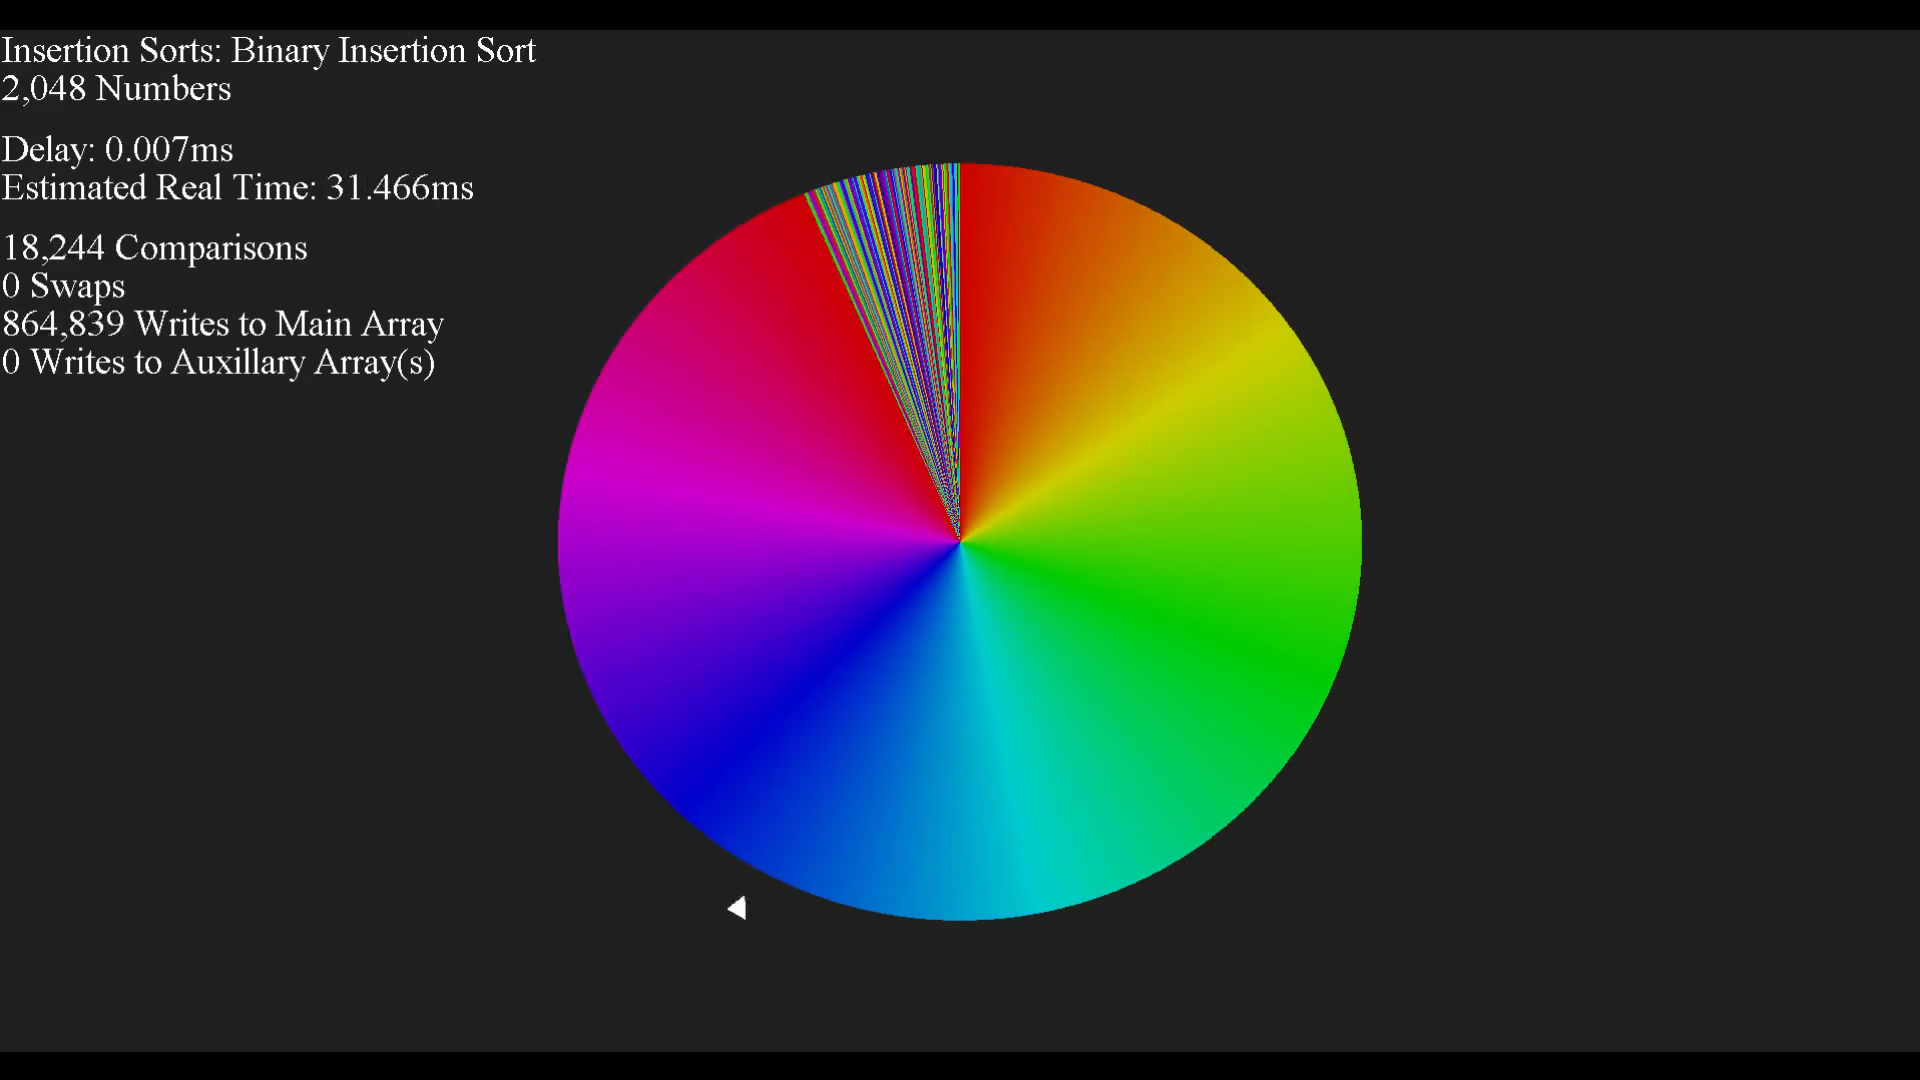 Insertion Sorts: Binary Insertion Sort
2,048 Numbers
Delay: 0.007ms
Estimated Real Time: 31.466ms
18,244 Comparisons
0 Swaps
864,839 Writes to Main Array
0 Writes to Auxillary Array(s)